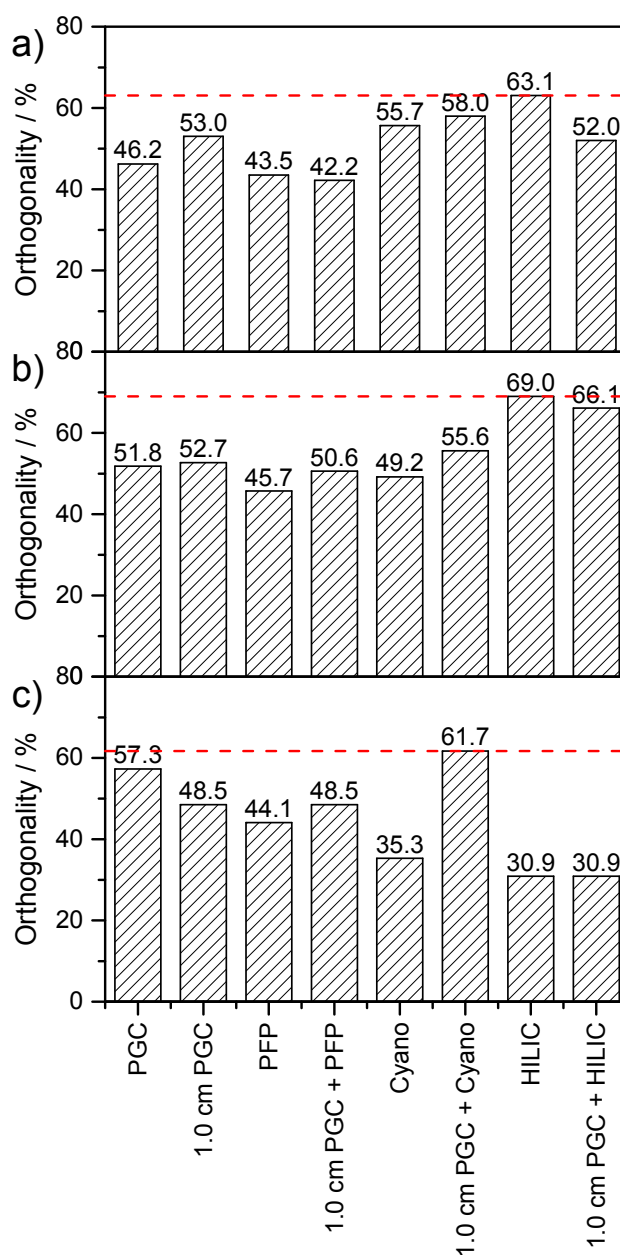 a)
Orthogonality / %
80
60
40
20
80
46.2
53.0
43.5
42.2
55.7
58.0
63.1
52.0
b)
Orthogonality / %
60
40
20
80
51.8
52.7
45.7
50.6
49.2
55.6
69.0
66.1
c)
Orthogonality / %
60
40
20
0
57.3
48.5
44.1
48.5
35.3
61.7
30.9
30.9
PGC
1.0 cm PGC
PFP
1.0 cm PGC + PFP
Cyano
1.0 cm PGC + Cyano
HILIC
1.0 cm PGC + HILIC